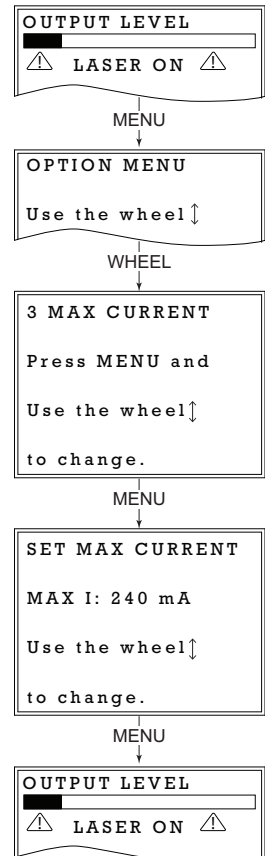 OUTPUT LEVEL
LASER ON
MENU
OPTION MENU
Use the wheel
WHEEL
3 MAX CURRENT
Press MENU and
Use the wheel
to change.
MENU
SET MAX CURRENT
MAX I: 240 mA
Use the wheel
to change.
MENU
OUTPUT LEVEL
LASER ON